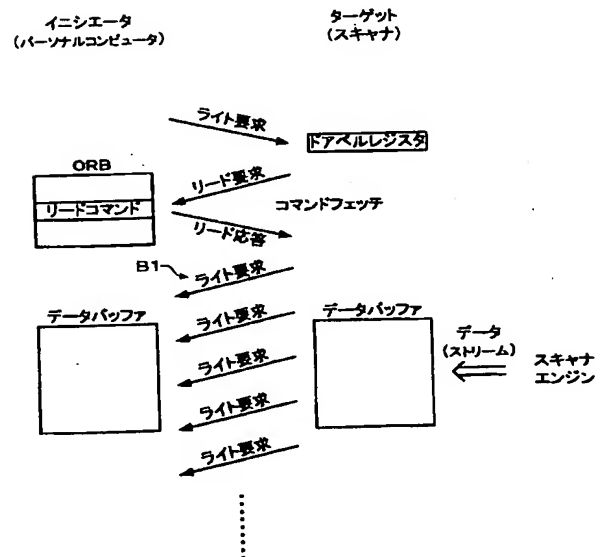 イニシエータ
(パーソナルコンピュータ)
ターゲット
(スキャナ)
ライト要求
ドアベルレジスタ
ORB
リード要求
リードコマンド
コマンドフェッチ
リード応答
B1
ライト要求
データバッファ
ライト要求
データバッファ
データ
(ストリーム)
スキャナ
エンジン
ライト要求
ライト要求
ライト要求